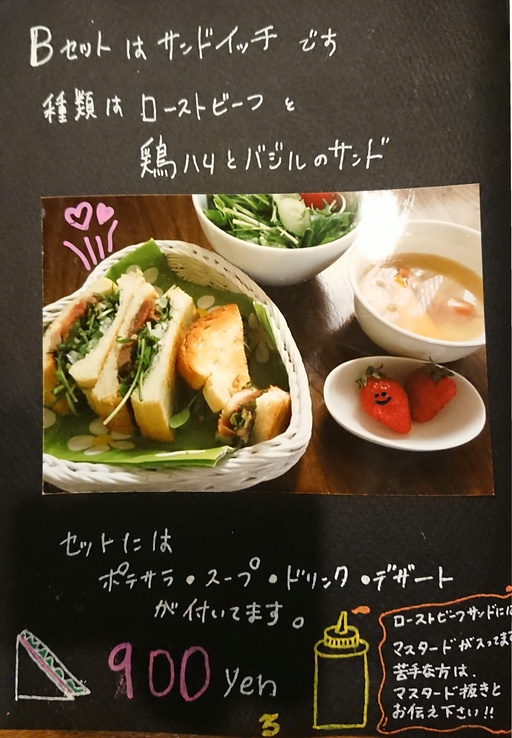 Bセットはサンドイッチです
種類はローストビーフと
鶏ハムとバジルのサンド
セットには
ポテサラ・スープ・ドリンク・デザート
が付いてます。
900 yen
ローストビーフサンドには
マスタードが入ってます
苦手な方は、
マスタード抜きと
お伝え下さい!!
3